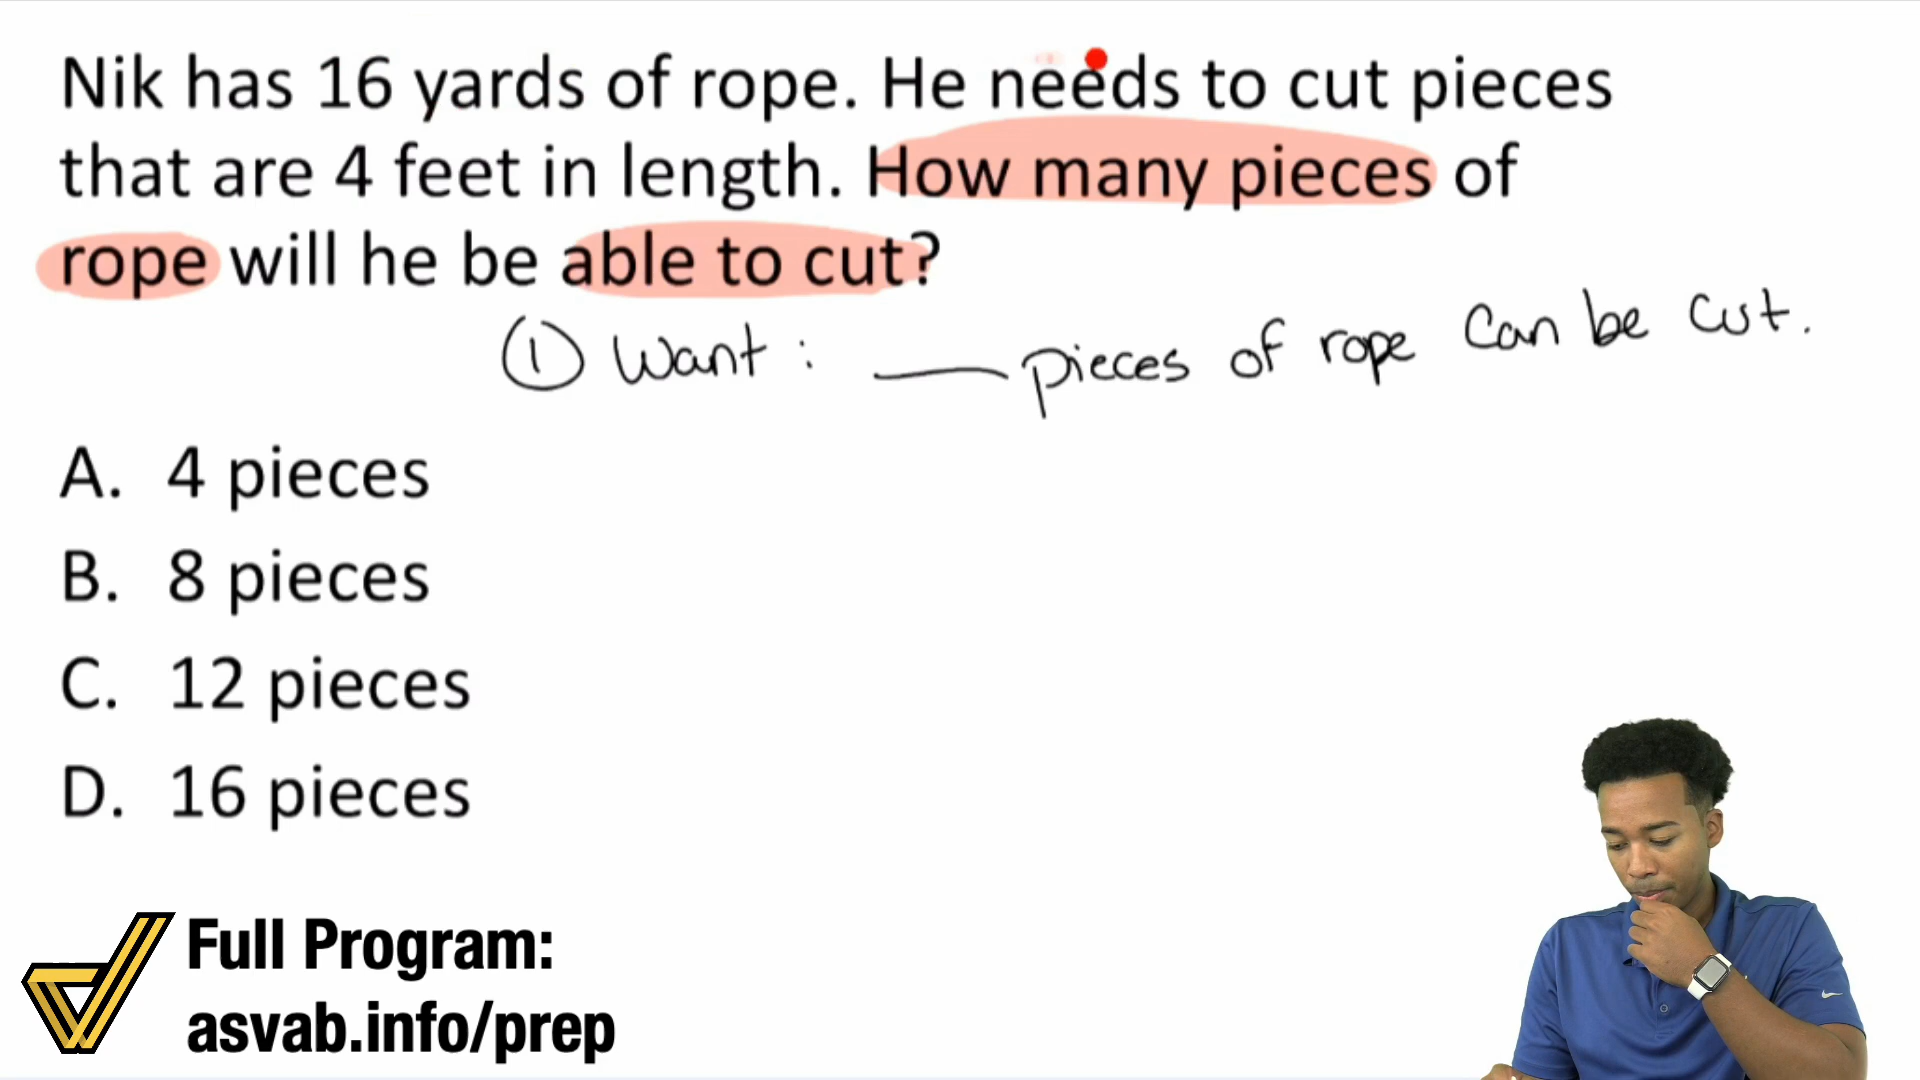 Nik has 16 yards of rope. He needs to cut pieces
that are 4 feet in length. How many pieces of
rope will he be able to cut?
① Want : ___ pieces of rope can be cut.
A. 4 pieces
B. 8 pieces
C. 12 pieces
D. 16 pieces
Full Program:
asvab.info/prep